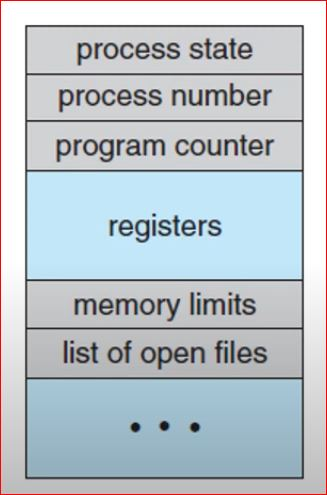 process state
process number
program counter
registers
memory limits
list of open files
• • •